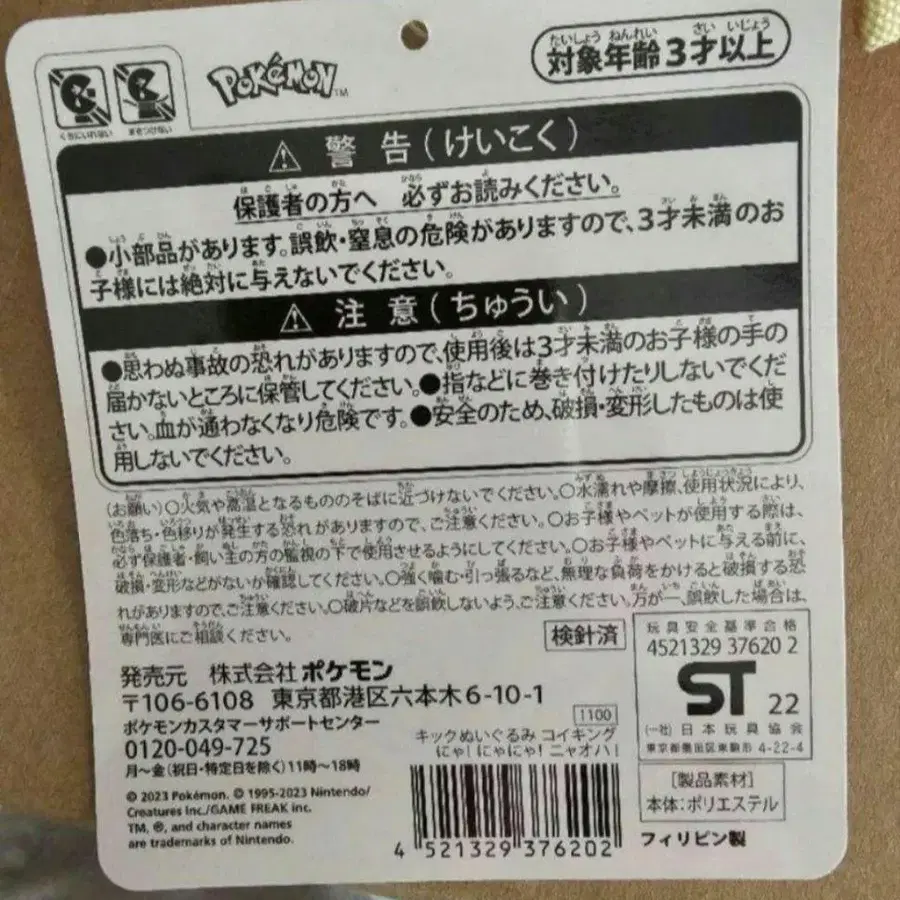 くちにいれない
まきつけない
POKÉMON™
対象年齢3才以上
⚠ 警告(けいこく)
保護者の方へ 必ずお読みください。
●小部品があります。誤飲・窒息の危険がありますので、3才未満のお
子様には絶対に与えないでください。
⚠ 注意(ちゅうい)
●思わぬ事故の恐れがありますので、使用後は3才未満のお子様の手の
届かないところに保管してください。●指などに巻き付けたりしないでくだ
さい。血が通わなくなり危険です。●安全のため、破損・変形したものは使
用しないでください。
(お願い)○火気や高温となるもののそばに近づけないでください。○水濡れや摩擦、使用状況により、
色落ち・色移りが発生する恐れがありますので、ご注意ください。○お子様やペットが使用する際は、
必ず保護者・飼い主の方の監視の下で使用させるようにしてください。○お子様やペットに与える前に、
破損・変形などがないか確認してください。○強く噛む・引っ張るなど、無理な負荷をかけると破損する恐
れがありますので、ご注意ください。○破片などを誤飲しないよう、ご注意ください。万が一、誤飲した場合は、
専門医にご相談ください。
検針済
発売元 株式会社ポケモン
〒106-6108 東京都港区六本木6-10-1
ポケモンカスタマーサポートセンター
0120-049-725
月~金(祝日・特定日を除く)11時~18時
© 2023 Pokémon. © 1995-2023 Nintendo/
Creatures Inc./GAME FREAK inc.
TM, ®, and character names
are trademarks of Nintendo.
1100
キックぬいぐるみ コイキング
にゃ!にゃにゃ!ニャオハ!
4 521329 376202
玩具安全基準合格
4521329 37620 2
ST 22
(一社)日本玩具協会
東京都墨田区東駒形 4-22-4
[製品素材]
本体:ポリエステル
フィリピン製